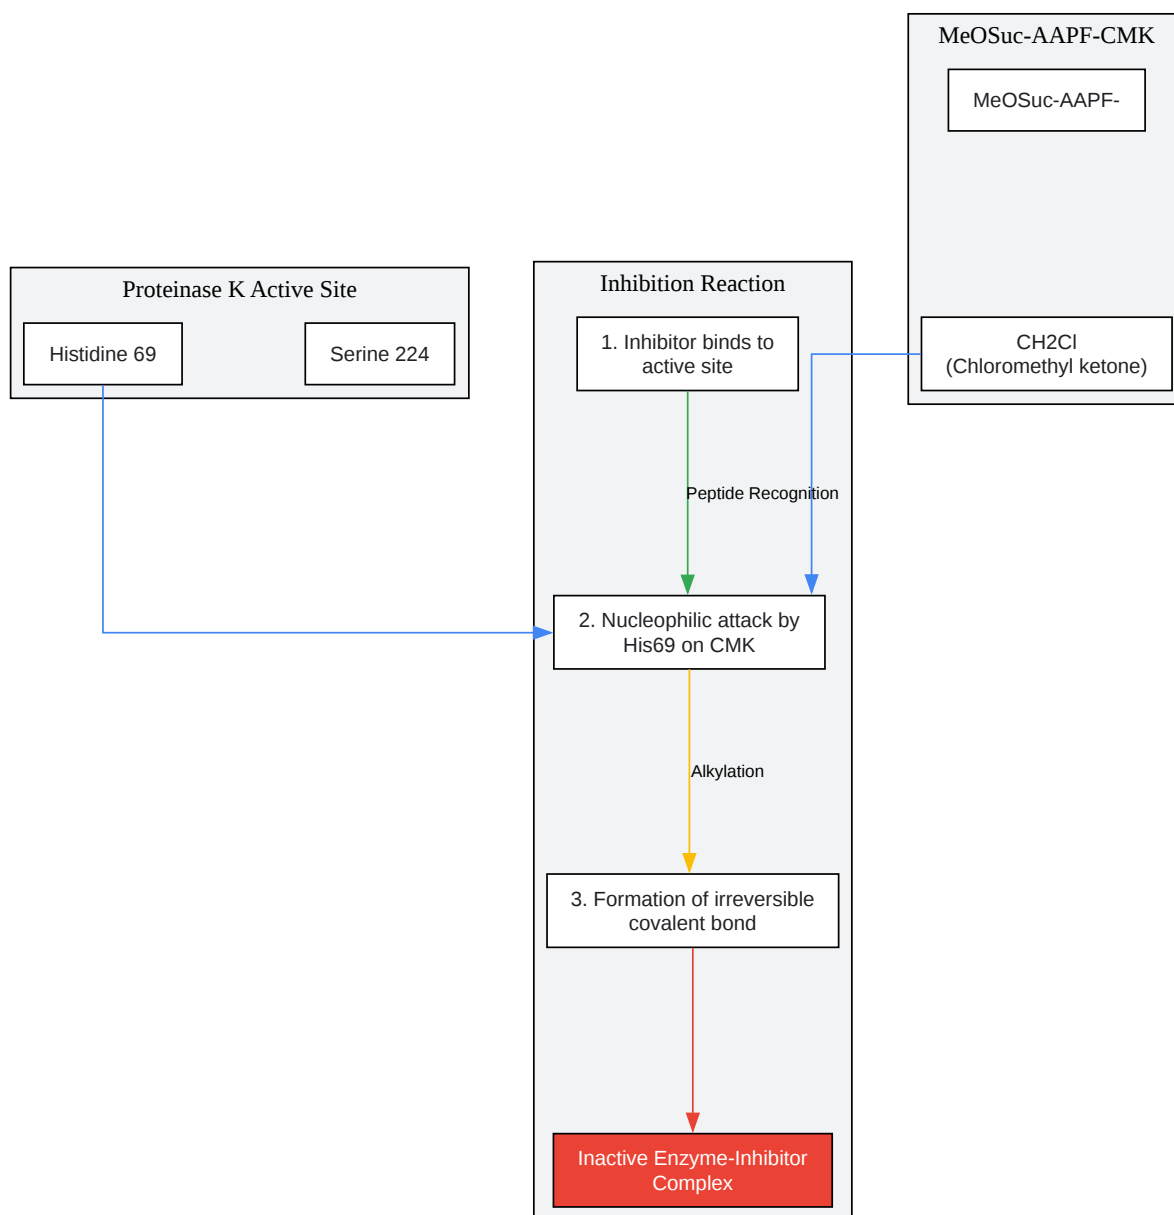 MeOSuc-AAPF-CMK
MeOSuc-AAPF-
Proteinase K Active Site
Inhibition Reaction
Histidine 69
Serine 224
1. Inhibitor binds to
active site
CH2Cl
(Chloromethyl ketone)
Peptide Recognition
2. Nucleophilic attack by
His69 on CMK
Alkylation
3. Formation of irreversible
covalent bond
Inactive Enzyme-Inhibitor
Complex